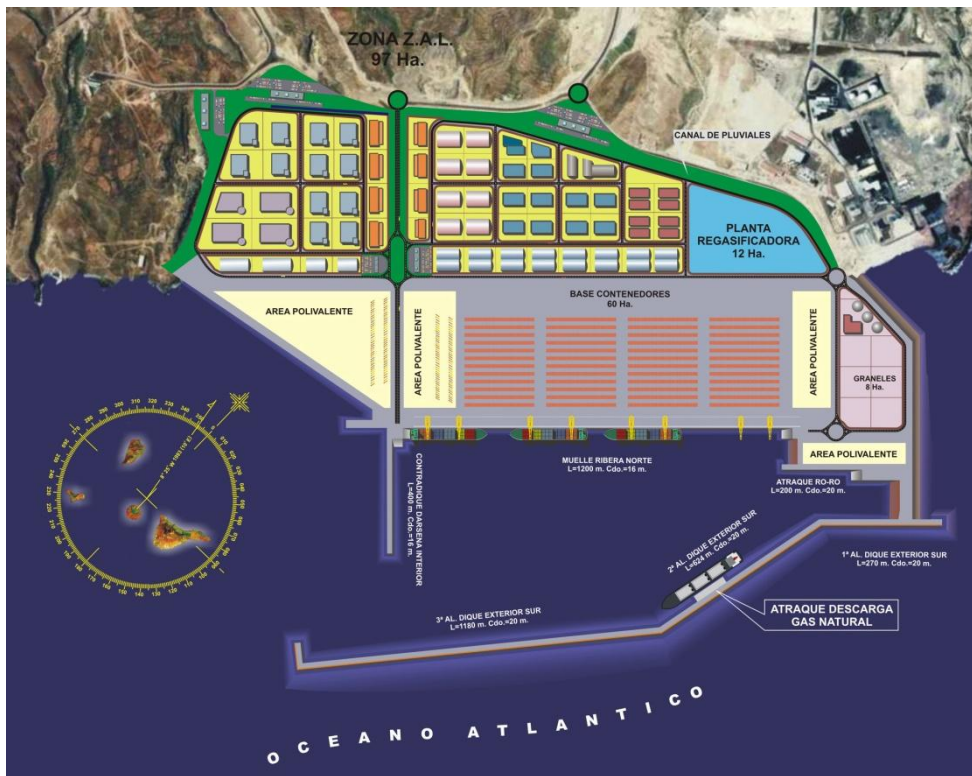 ZONA Z.A.L.
97 Ha.
CANAL DE PLUVIALES
PLANTA
REGASIFICADORA
12 Ha.
BASE CONTENEDORES
60 Ha.
AREA POLIVALENTE
AREA POLIVALENTE
AREA POLIVALENTE
GRANELES
8 Ha.
AREA POLIVALENTE
MUELLE RIBERA NORTE
L=1200 m. Cdo.=16 m.
CONTRADIQUE DARSENA INTERIOR
L=400 m. Cdo.=16 m.
ATRAQUE RO-RO
L=200 m. Cdo.=20 m.
2ª AL. DIQUE EXTERIOR SUR
L=624 m. Cdo.=20 m.
1ª AL. DIQUE EXTERIOR SUR
L=270 m. Cdo.=20 m.
ATRAQUE DESCARGA
GAS NATURAL
3ª AL. DIQUE EXTERIOR SUR
L=1180 m. Cdo.=20 m.
OCEANO ATLANTICO